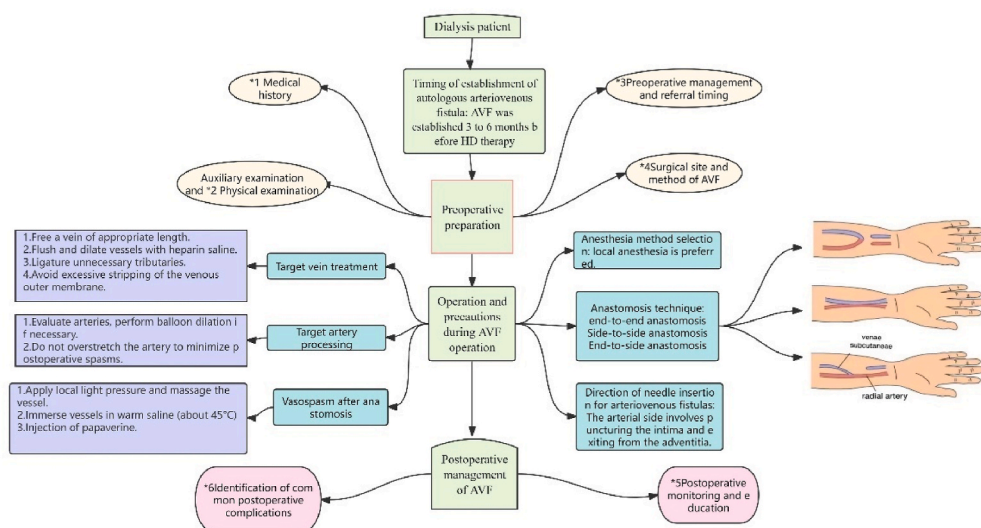 Dialysis patient
Timing of establishment of
autologous arteriovenous
fistula: AVF was
established 3 to 6 months b
efore HD therapy
*1 Medical
history
*3Preoperative management
and referral timing
Auxiliary examination
and *2 Physical examination
*4Surgical site and
method of AVF
Preoperative
preparation
1.Free a vein of appropriate length.
2.Flush and dilate vessels with heparin saline.
3.Ligature unnecessary tributaries.
4.Avoid excessive stripping of the venous
outer membrane.
Target vein treatment
Anesthesia method selectio
n: local anesthesia is preferr
ed.
1.Evaluate arteries, perform balloon dilation i
f necessary.
2.Do not overstretch the artery to minimize p
ostoperative spasms.
Target artery
processing
Operation and
precautions during AVF
operation
Anastomosis technique:
end-to-end anastomosis
Side-to-side anastomosis
End-to-side anastomosis
venae
subcutaneae
radial artery
1.Apply local light pressure and massage the
vessel.
2.Immerse vessels in warm saline (about 45℃)
3.Injection of papaverine.
Vasospasm after ana
stomosis
Direction of needle insertio
n for arteriovenous fistulas:
The arterial side involves p
uncturing the intima and e
xiting from the adventitia.
Postoperative
management
of AVF
*6Identification of com
mon postoperative
complications
*5Postoperative
monitoring and e
ducation